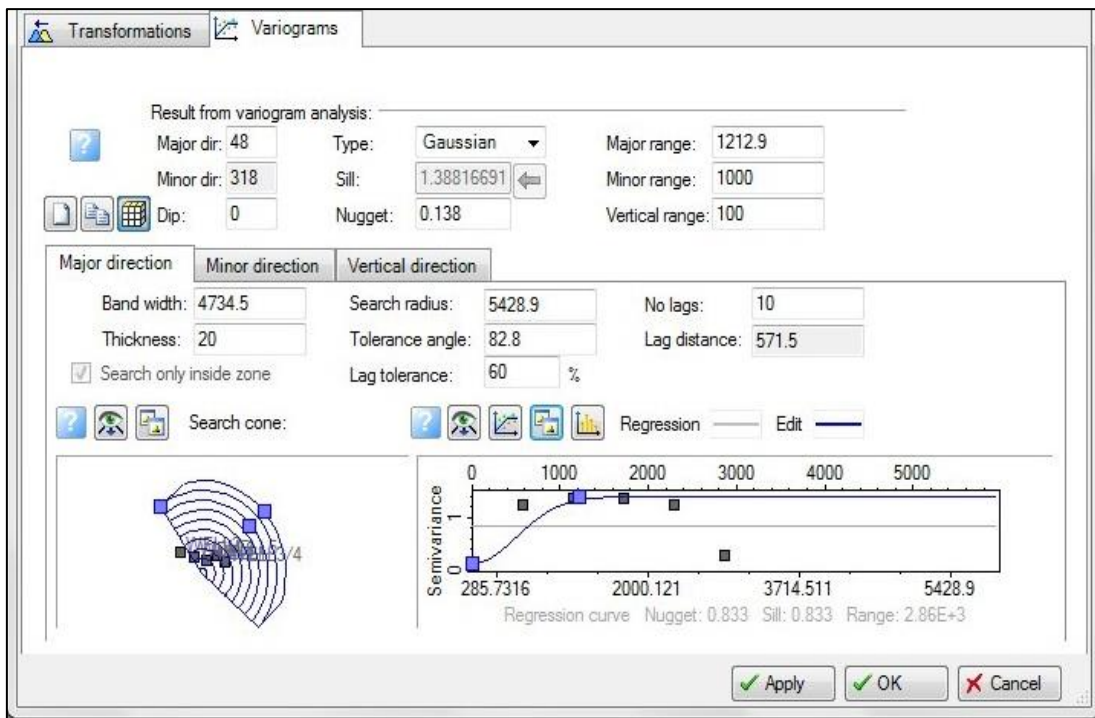 Transformations Variograms
Result from variogram analysis:
Major dir: 48 Type: Gaussian Major range: 1212.9
Minor dir: 318 Sill: 1.38816691 Minor range: 1000
Dip: 0 Nugget: 0.138 Vertical range: 100
Major direction Minor direction Vertical direction
Band width: 4734.5 Search radius: 5428.9 No lags: 10
Thickness: 20 Tolerance angle: 82.8 Lag distance: 571.5
Search only inside zone Lag tolerance: 60 %
? Search cone: ? Regression Edit
0 1000 2000 3000 4000 5000
Semivariance
0 1
285.7316 2000.121 3714.511 5428.9
Regression curve Nugget: 0.833 Sill: 0.833 Range: 2.86E+3
Apply OK Cancel